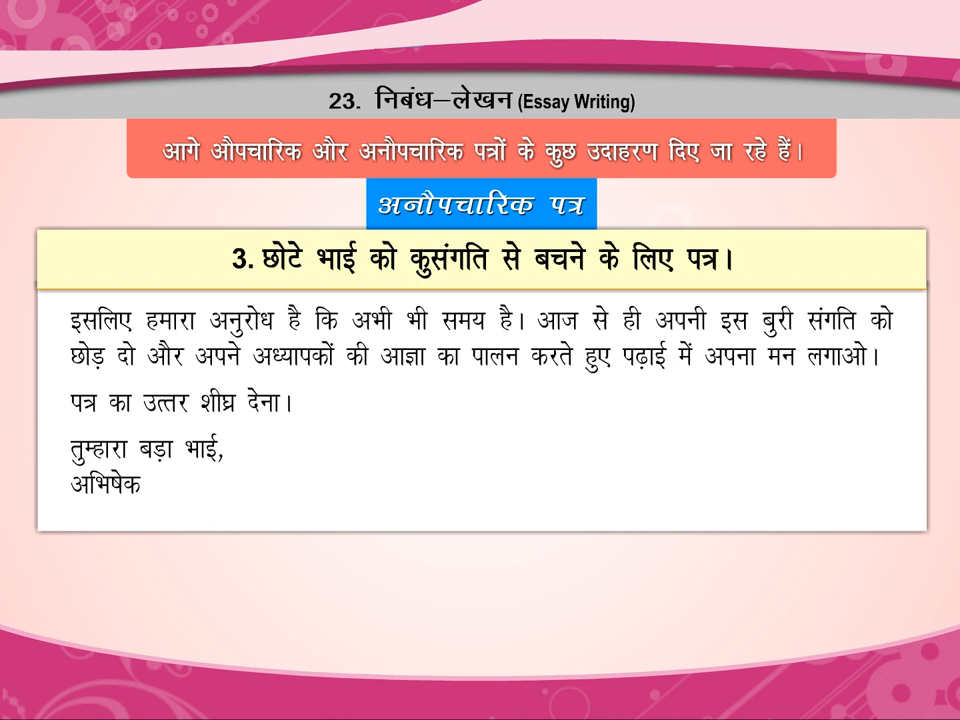 23. निबंध–लेखन (Essay Writing)
आगे औपचारिक और अनौपचारिक पत्रों के कुछ उदाहरण दिए जा रहे हैं।
अनौपचारिक पत्र
3. छोटे भाई को कुसंगति से बचने के लिए पत्र।
इसलिए हमारा अनुरोध है कि अभी भी समय है। आज से ही अपनी इस बुरी संगति को
छोड़ दो और अपने अध्यापकों की आज्ञा का पालन करते हुए पढ़ाई में अपना मन लगाओ।
पत्र का उत्तर शीघ्र देना।
तुम्हारा बड़ा भाई,
अभिषेक